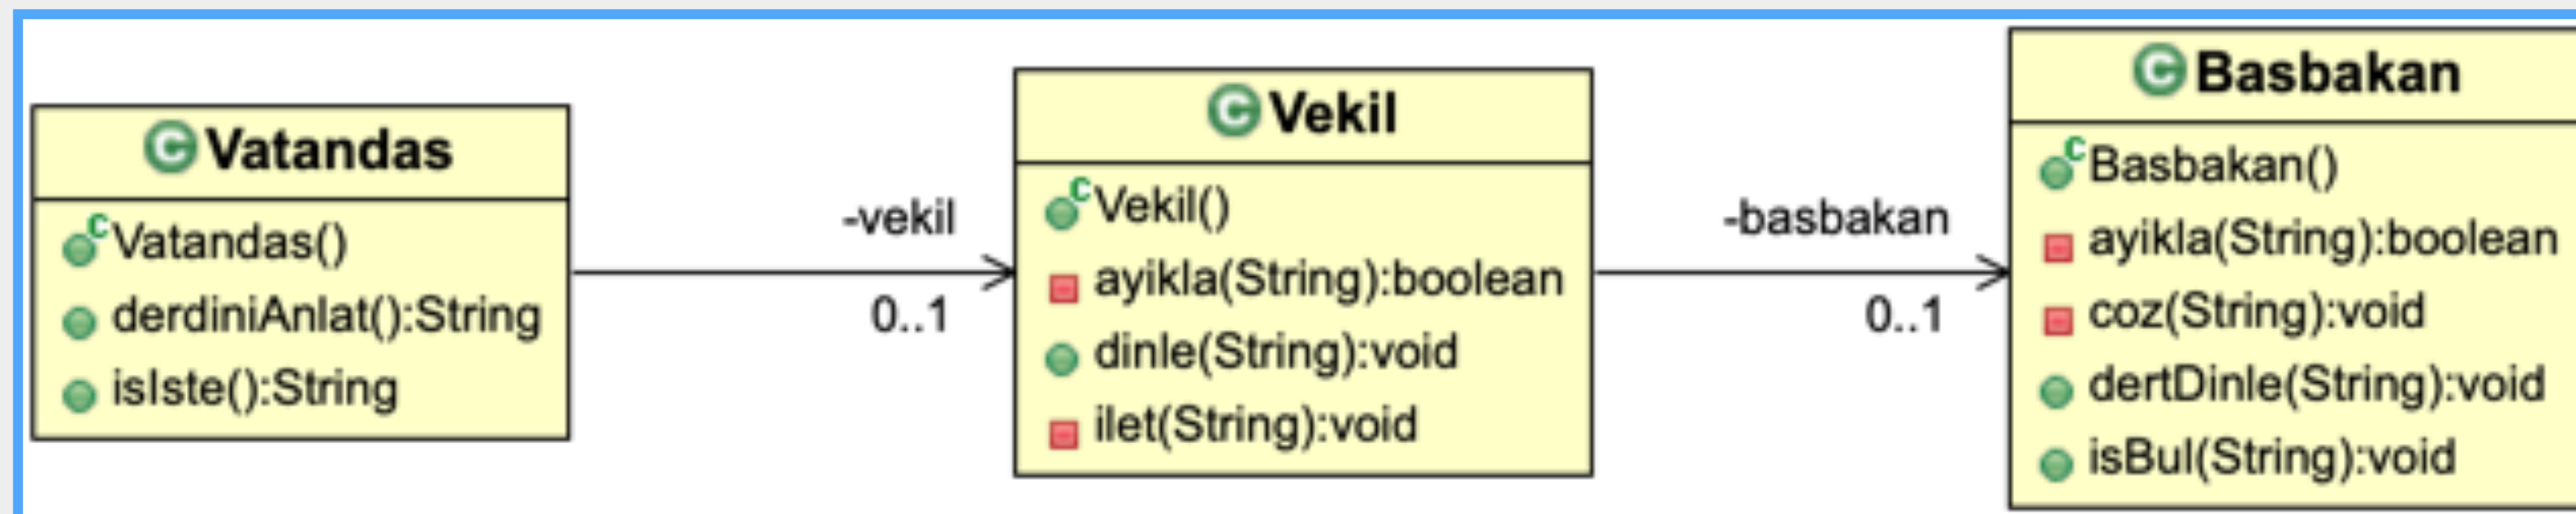 Vatandas
Vatandas()
derdiniAnlat():String
isIste():String
-vekil
0..1
Vekil
Vekil()
ayikla(String):boolean
dinle(String):void
ilet(String):void
-basbakan
0..1
Basbakan
Basbakan()
ayikla(String):boolean
coz(String):void
dertDinle(String):void
isBul(String):void